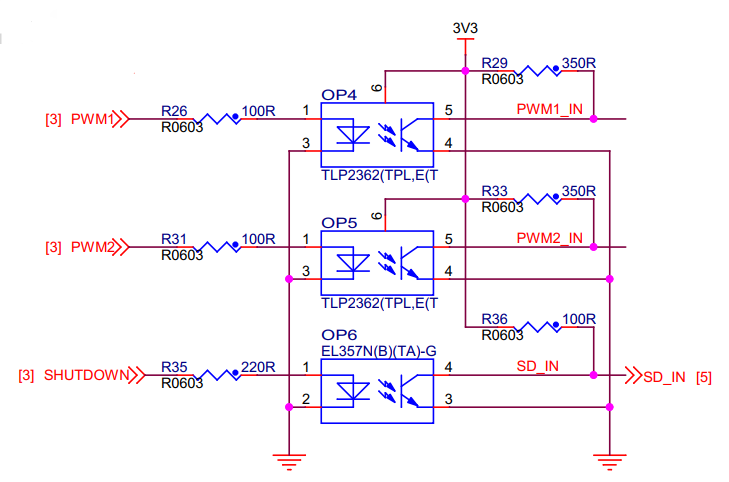 3V3
R29 350R
R0603
6
OP4
[3] PWM1 R26 100R 1 5 PWM1_IN
R0603
3 4
TLP2362(TPL,E(T
R33 350R
R0603
6
OP5
[3] PWM2 R31 100R 1 5 PWM2_IN
R0603
3 4
TLP2362(TPL,E(T
R36 100R
R0603
OP6
EL357N(B)(TA)-G
[3] SHUTDOWN R35 220R 1 4 SD_IN SD_IN [5]
R0603
2 3